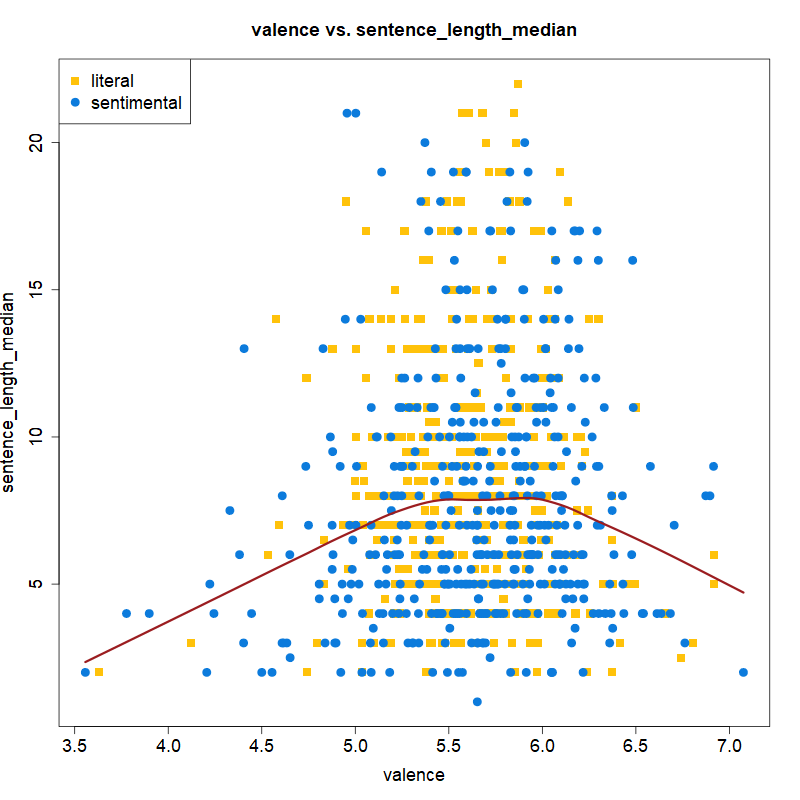 valence vs. sentence_length_median
literal
sentimental
20
15
10
5
sentence_length_median
3.5 4.0 4.5 5.0 5.5 6.0 6.5 7.0
valence